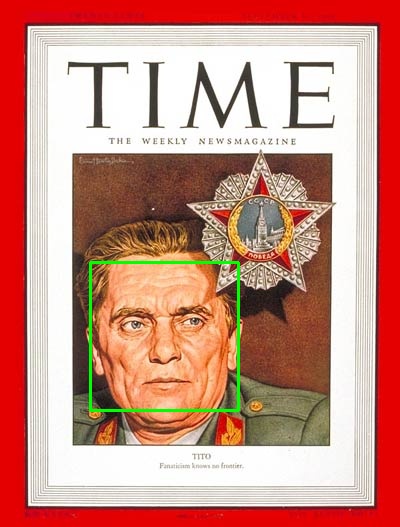 TIME
THE WEEKLY NEWSMAGAZINE
СССР
ПОБЕДА
TITO
Fanaticism knows no frontier.